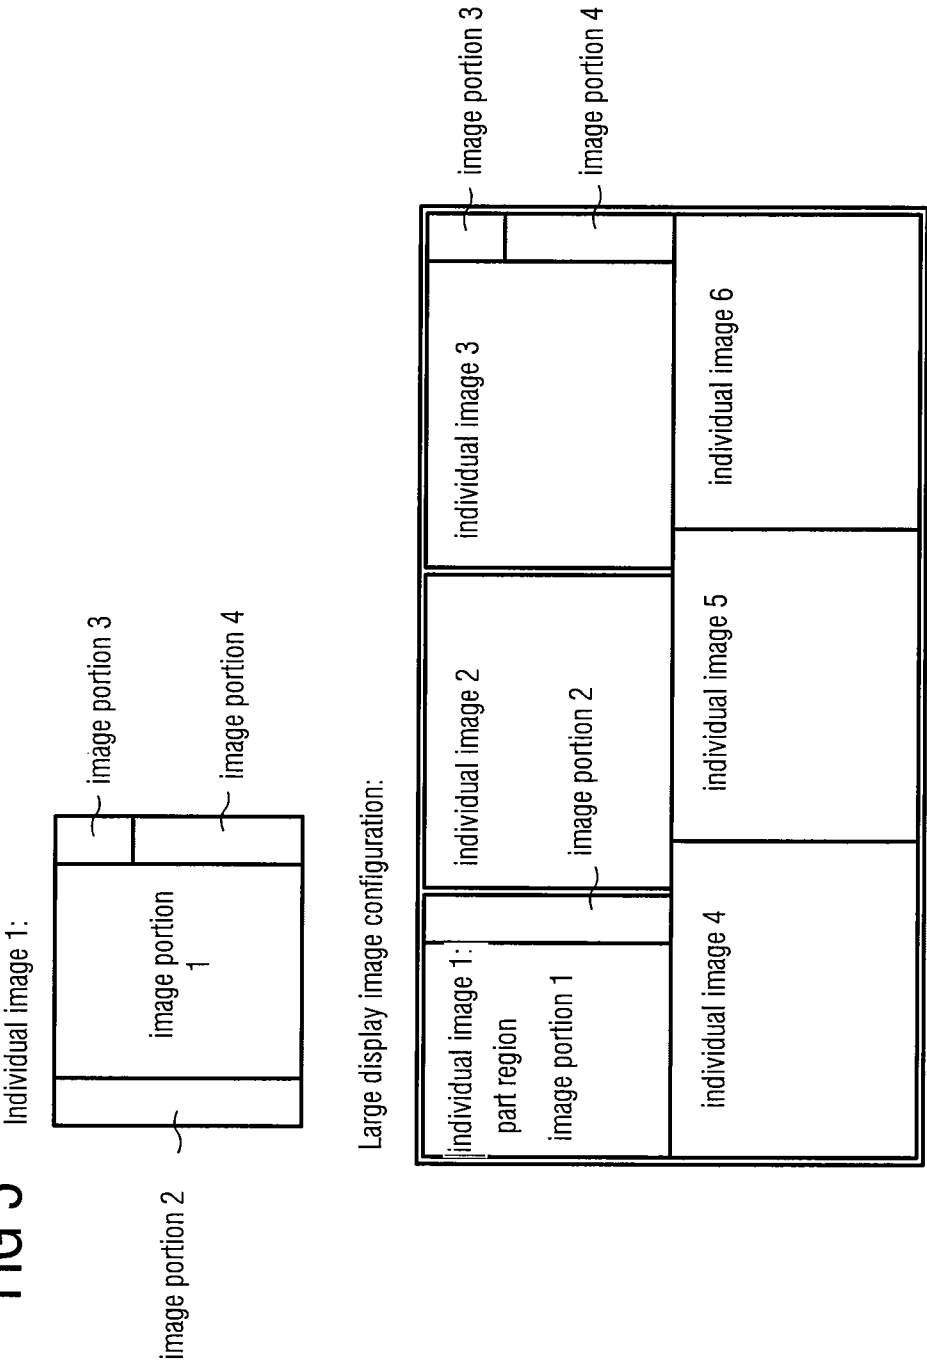 Individual image 1:
image portion 3
image portion
1
image portion 4
image portion 2
Large display image configuration:
individual image 1:
part region
image portion 1
individual image 2
image portion 2
individual image 3
image portion 3
image portion 4
individual image 4
individual image 5
individual image 6